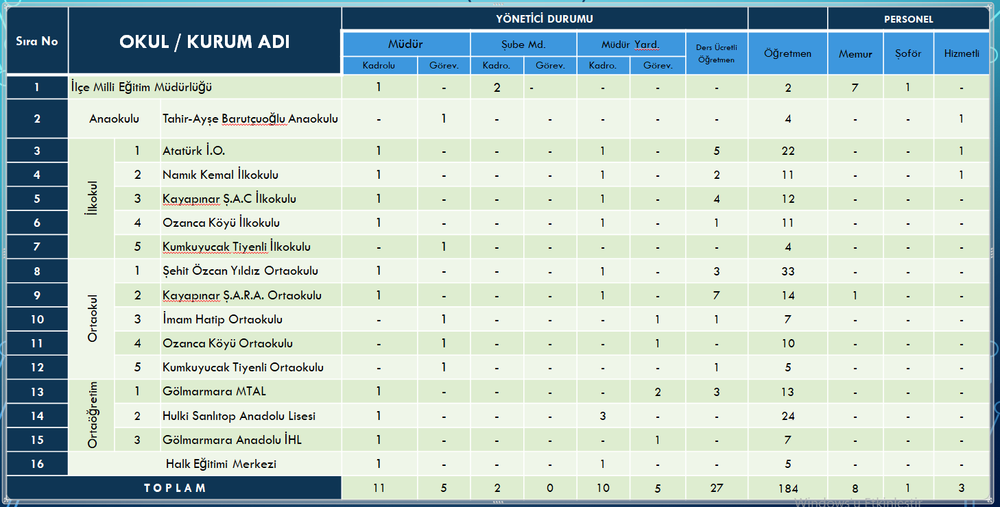 YÖNETİCİ DURUMU PERSONEL
Sıra No OKUL / KURUM ADI Müdür Şube Md. Müdür Yard. Ders Ücretli Öğretmen Öğretmen Memur Şoför Hizmetli
Kadrolu Görev. Kadro. Görev. Kadro. Görev.
1 İlçe Milli Eğitim Müdürlüğü 1 - 2 - - - - 2 7 1 -
2 Anaokulu Tahir-Ayşe Barutçuoğlu Anaokulu - 1 - - - - - 4 - - 1
İlkokul
3 1 Atatürk İ.O. 1 - - - 1 - 5 22 - - 1
4 2 Namık Kemal İlkokulu 1 - - - 1 - 2 11 - - 1
5 3 Kayapınar Ş.A.C İlkokulu 1 - - - 1 - 4 12 - - -
6 4 Ozanca Köyü İlkokulu 1 - - - 1 - 1 11 - - -
7 5 Kumkuyucak Tiyenli İlkokulu - 1 - - - - - 4 - - -
Ortaokul
8 1 Şehit Özcan Yıldız Ortaokulu 1 - - - 1 - 3 33 - - -
9 2 Kayapınar Ş.A.R.A. Ortaokulu 1 - - - 1 - 7 14 1 - -
10 3 İmam Hatip Ortaokulu - 1 - - - 1 1 7 - - -
11 4 Ozanca Köyü Ortaokulu - 1 - - - 1 - 10 - - -
12 5 Kumkuyucak Tiyenli Ortaokulu - 1 - - - - 1 5 - - -
Ortaöğretim
13 1 Gölmarmara MTAL 1 - - - - 2 3 13 - - -
14 2 Hulki Sanlıtop Anadolu Lisesi 1 - - - 3 - - 24 - - -
15 3 Gölmarmara Anadolu İHL 1 - - - - 1 - 7 - - -
16 Halk Eğitimi Merkezi 1 - - - 1 - - 5 - - -
TOPLAM 11 5 2 0 10 5 27 184 8 1 3
Windows'u Etkinleştir